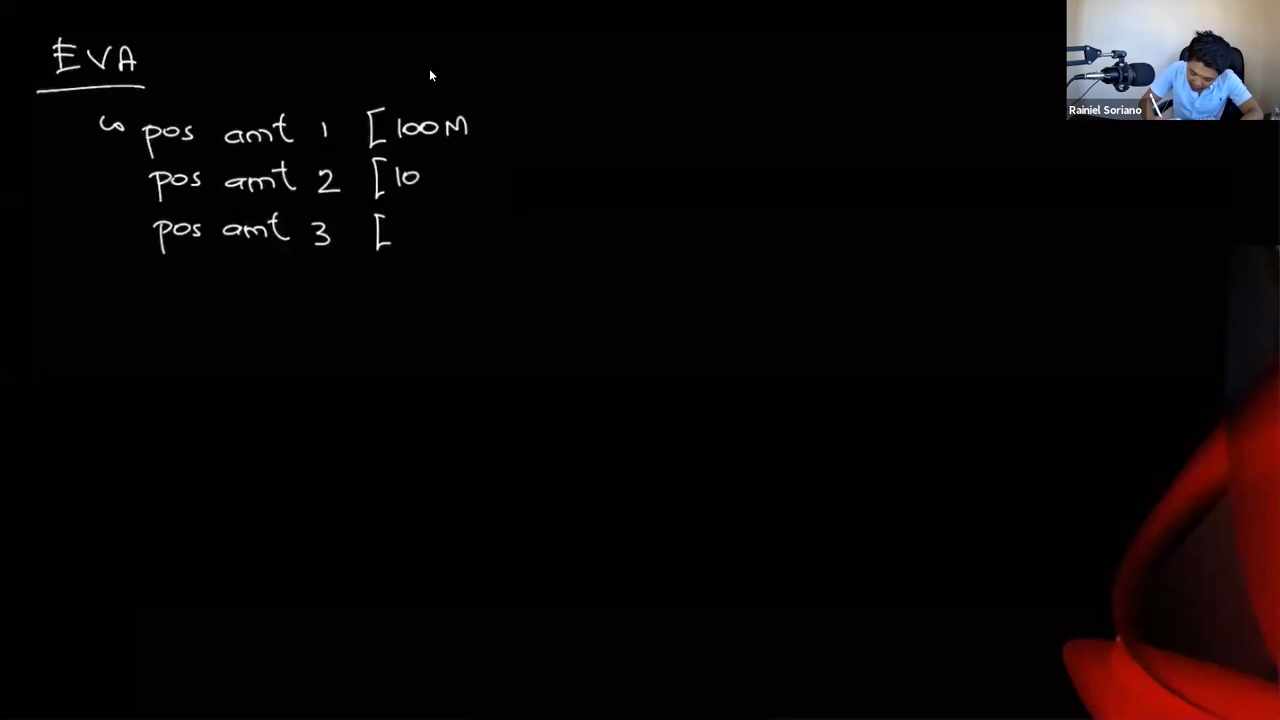 EVA
↪ pos amt 1 [100M
pos amt 2 [10
pos amt 3 [
Rainiel Soriano